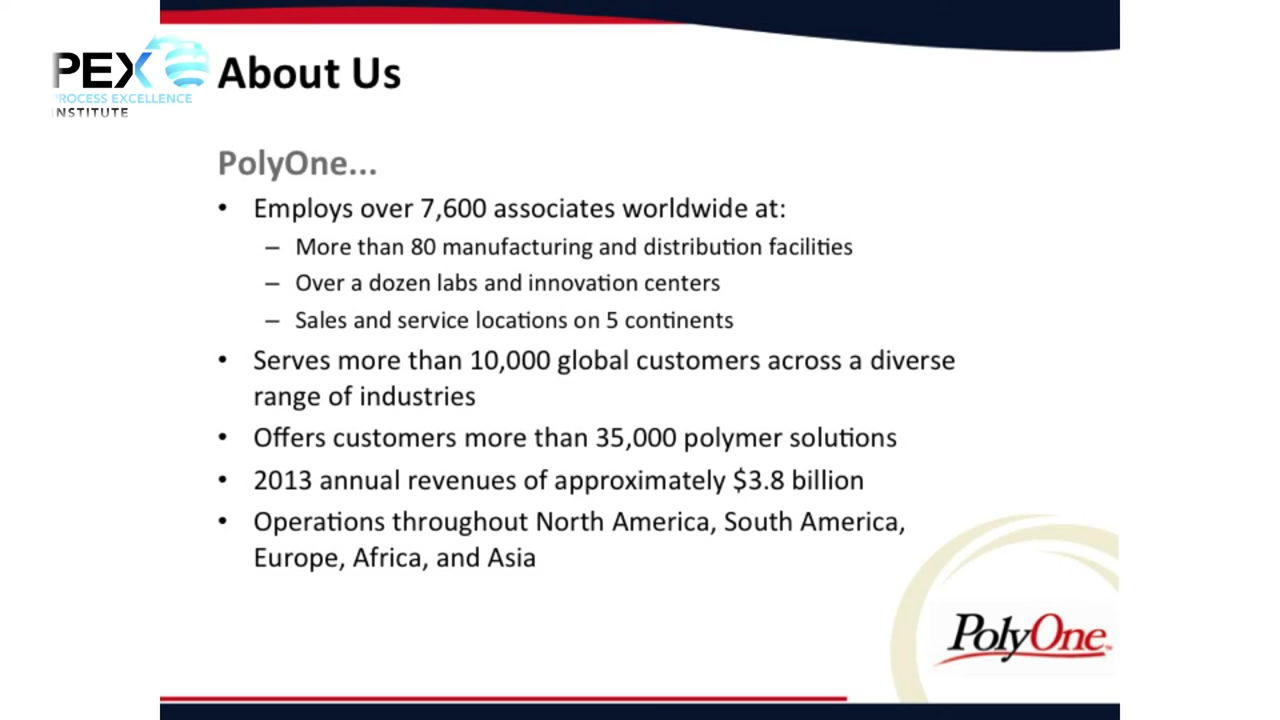 PEX
PROCESS EXCELLENCE
INSTITUTE
About Us
PolyOne...
• Employs over 7,600 associates worldwide at:
– More than 80 manufacturing and distribution facilities
– Over a dozen labs and innovation centers
– Sales and service locations on 5 continents
• Serves more than 10,000 global customers across a diverse
range of industries
• Offers customers more than 35,000 polymer solutions
• 2013 annual revenues of approximately $3.8 billion
• Operations throughout North America, South America,
Europe, Africa, and Asia
PolyOne